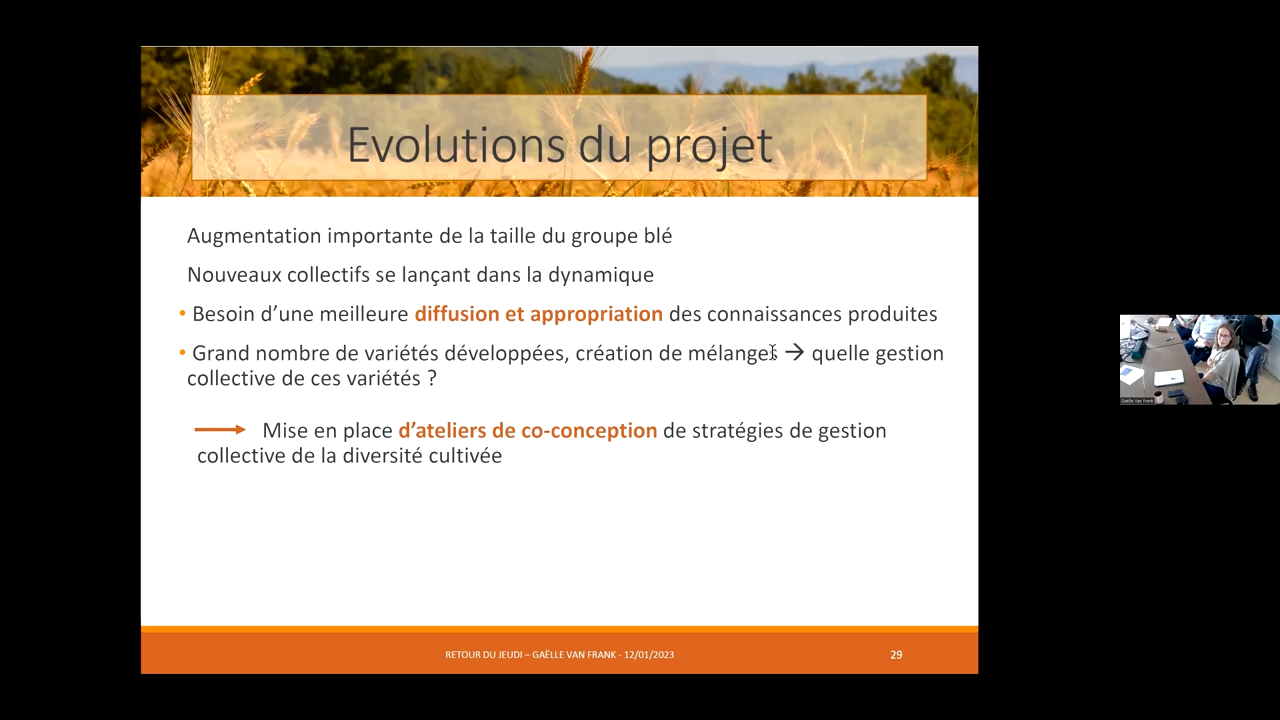 Evolutions du projet
Augmentation importante de la taille du groupe blé
Nouveaux collectifs se lançant dans la dynamique
• Besoin d’une meilleure diffusion et appropriation des connaissances produites
• Grand nombre de variétés développées, création de mélanges → quelle gestion
collective de ces variétés ?
Mise en place d’ateliers de co-conception de stratégies de gestion
collective de la diversité cultivée
RETOUR DU JEUDI – GAËLLE VAN FRANK - 12/01/2023
29
Gaëlle Van Frank